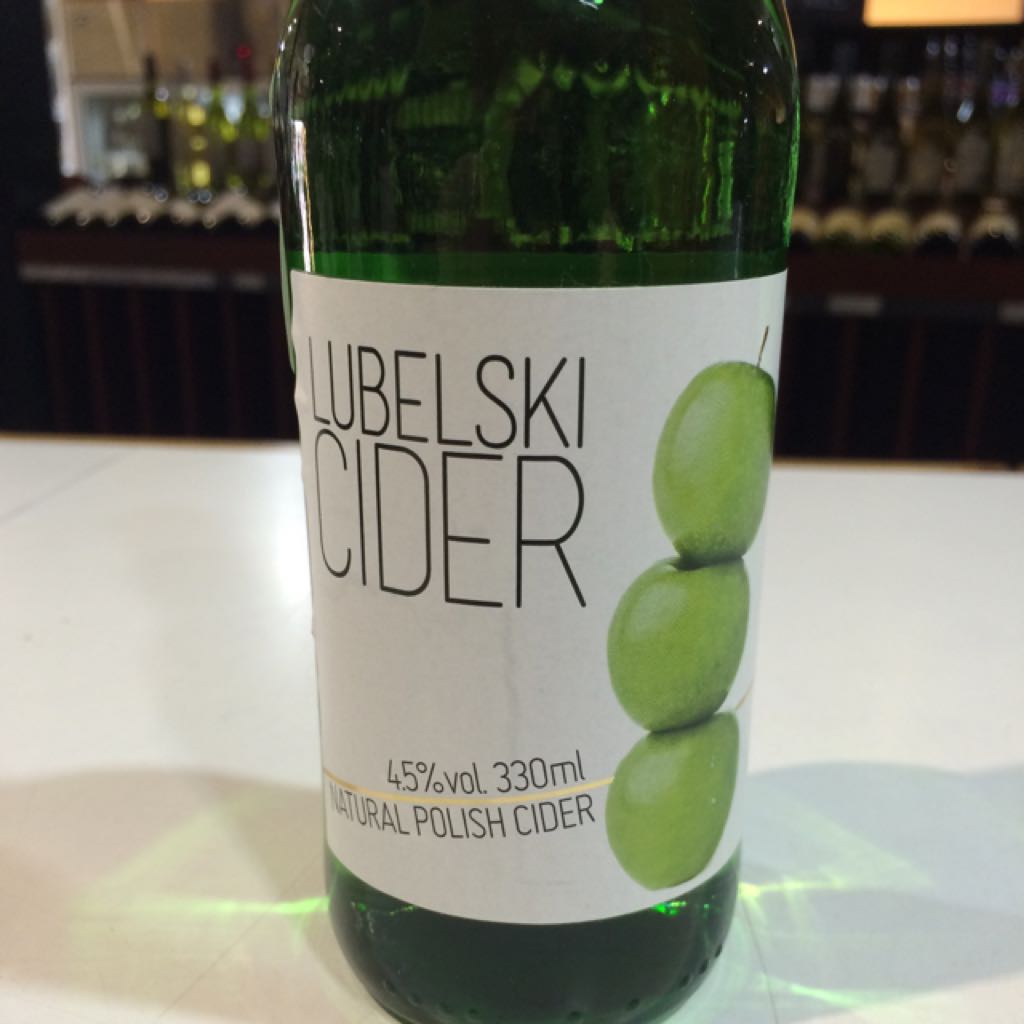 LUBELSKI
CIDER
4.5%vol. 330ml
NATURAL POLISH CIDER